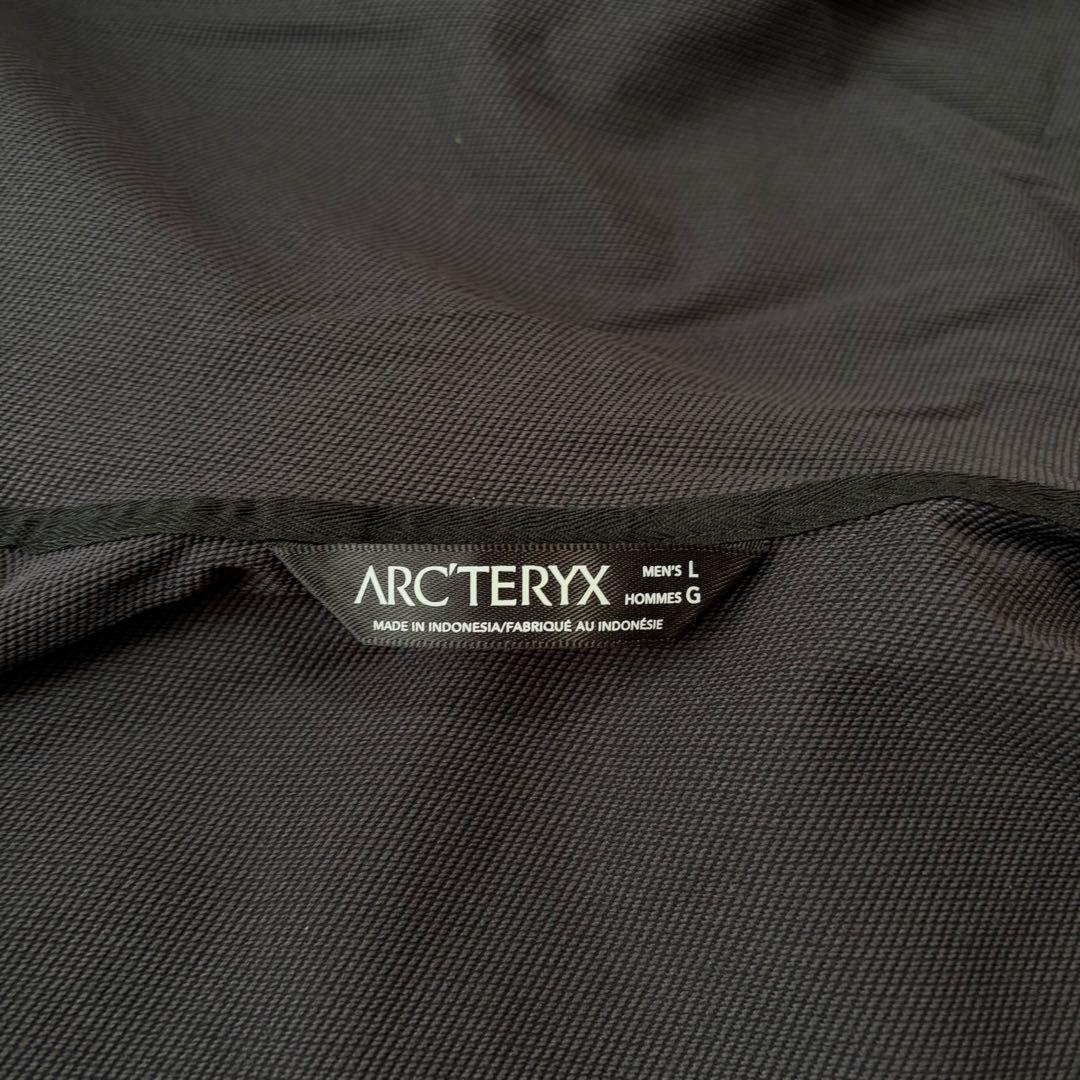 ARC'TERYX MEN'S L
HOMMES G
MADE IN INDONESIA/FABRIQUÉ AU INDONÉSIE